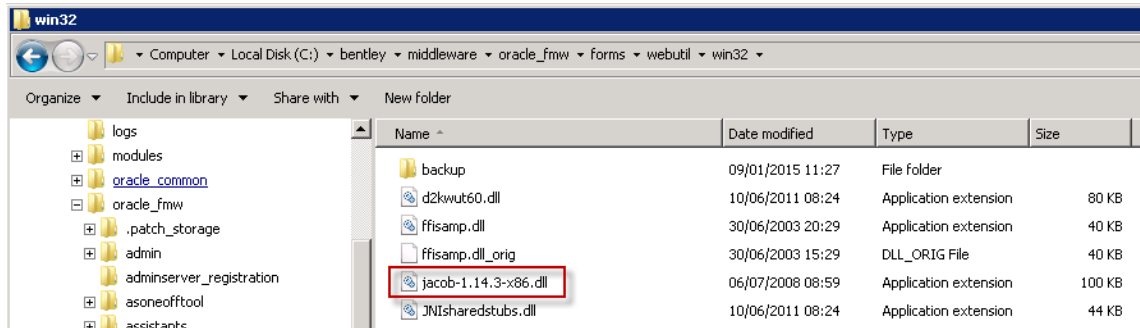 win32
Computer Local Disk (C:) bentley middleware oracle_fmw forms webutil win32
Organize Include in library Share with New folder
logs
modules
oracle_common
oracle_fmw
.patch_storage
admin
adminserver_registration
asoneofftool
assistants
Name Date modified Type Size
backup 09/01/2015 11:27 File folder
d2kwut60.dll 10/06/2011 08:24 Application extension 80 KB
ffisamp.dll 30/06/2003 20:29 Application extension 40 KB
ffisamp.dll_orig 30/06/2003 15:29 DLL_ORIG File 40 KB
jacob-1.14.3-x86.dll 06/07/2008 08:59 Application extension 100 KB
JNIsharedstubs.dll 10/06/2011 08:24 Application extension 44 KB